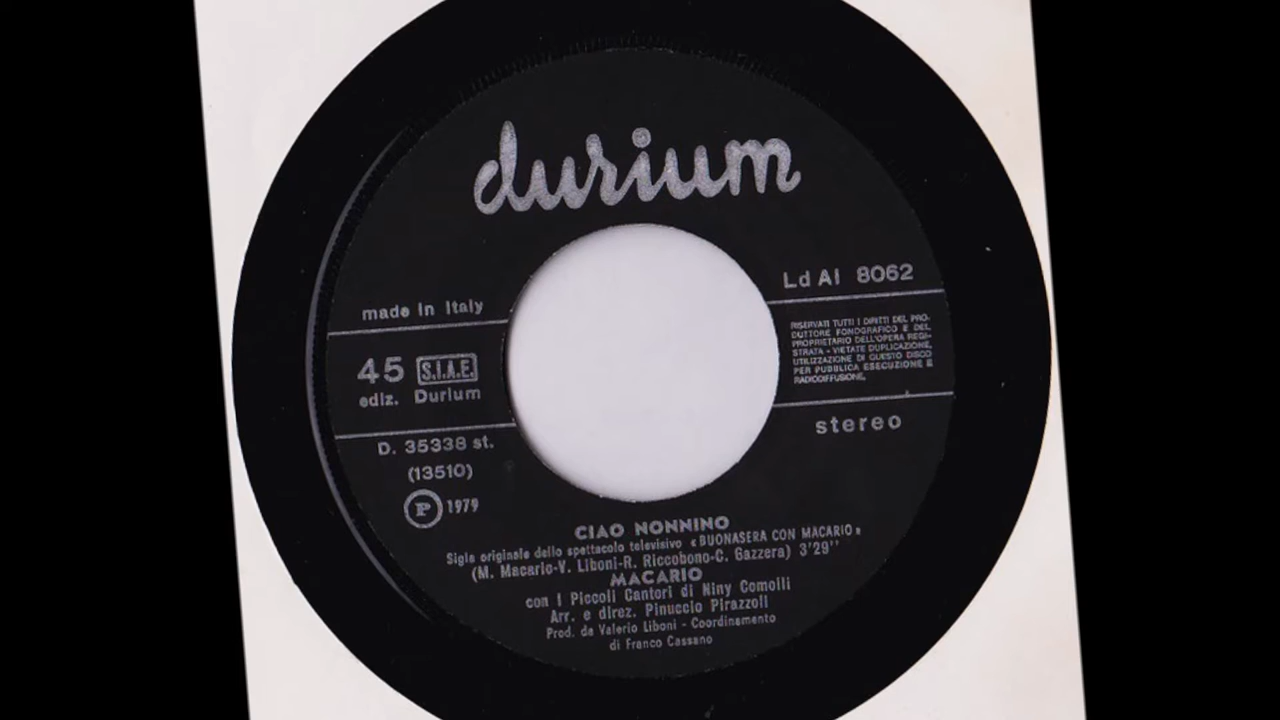 durium
made in Italy
Ld AI 8062
45 S.I.A.E.
ediz. Durium
RISERVATI TUTTI I DIRITTI DEL PRO-
DUTTORE FONOGRAFICO E DEL
PROPRIETARIO DELL'OPERA REGI-
STRATA - VIETATE DUPLICAZIONE,
UTILIZZAZIONE DI QUESTO DISCO
PER PUBBLICA ESECUZIONE E
RADIODIFFUSIONE.
stereo
D. 35338 st.
(13510)
P 1979
CIAO NONNINO
Sigla originale dello spettacolo televisivo «BUONASERA CON MACARIO»
(M. Macario-V. Liboni-R. Riccobono-C. Gazzera) 3'29''
MACARIO
con I Piccoli Cantori di Niny Comolli
Arr. e direz. Pinuccio Pirazzoli
Prod. da Valerio Liboni - Coordinamento
di Franco Cassano